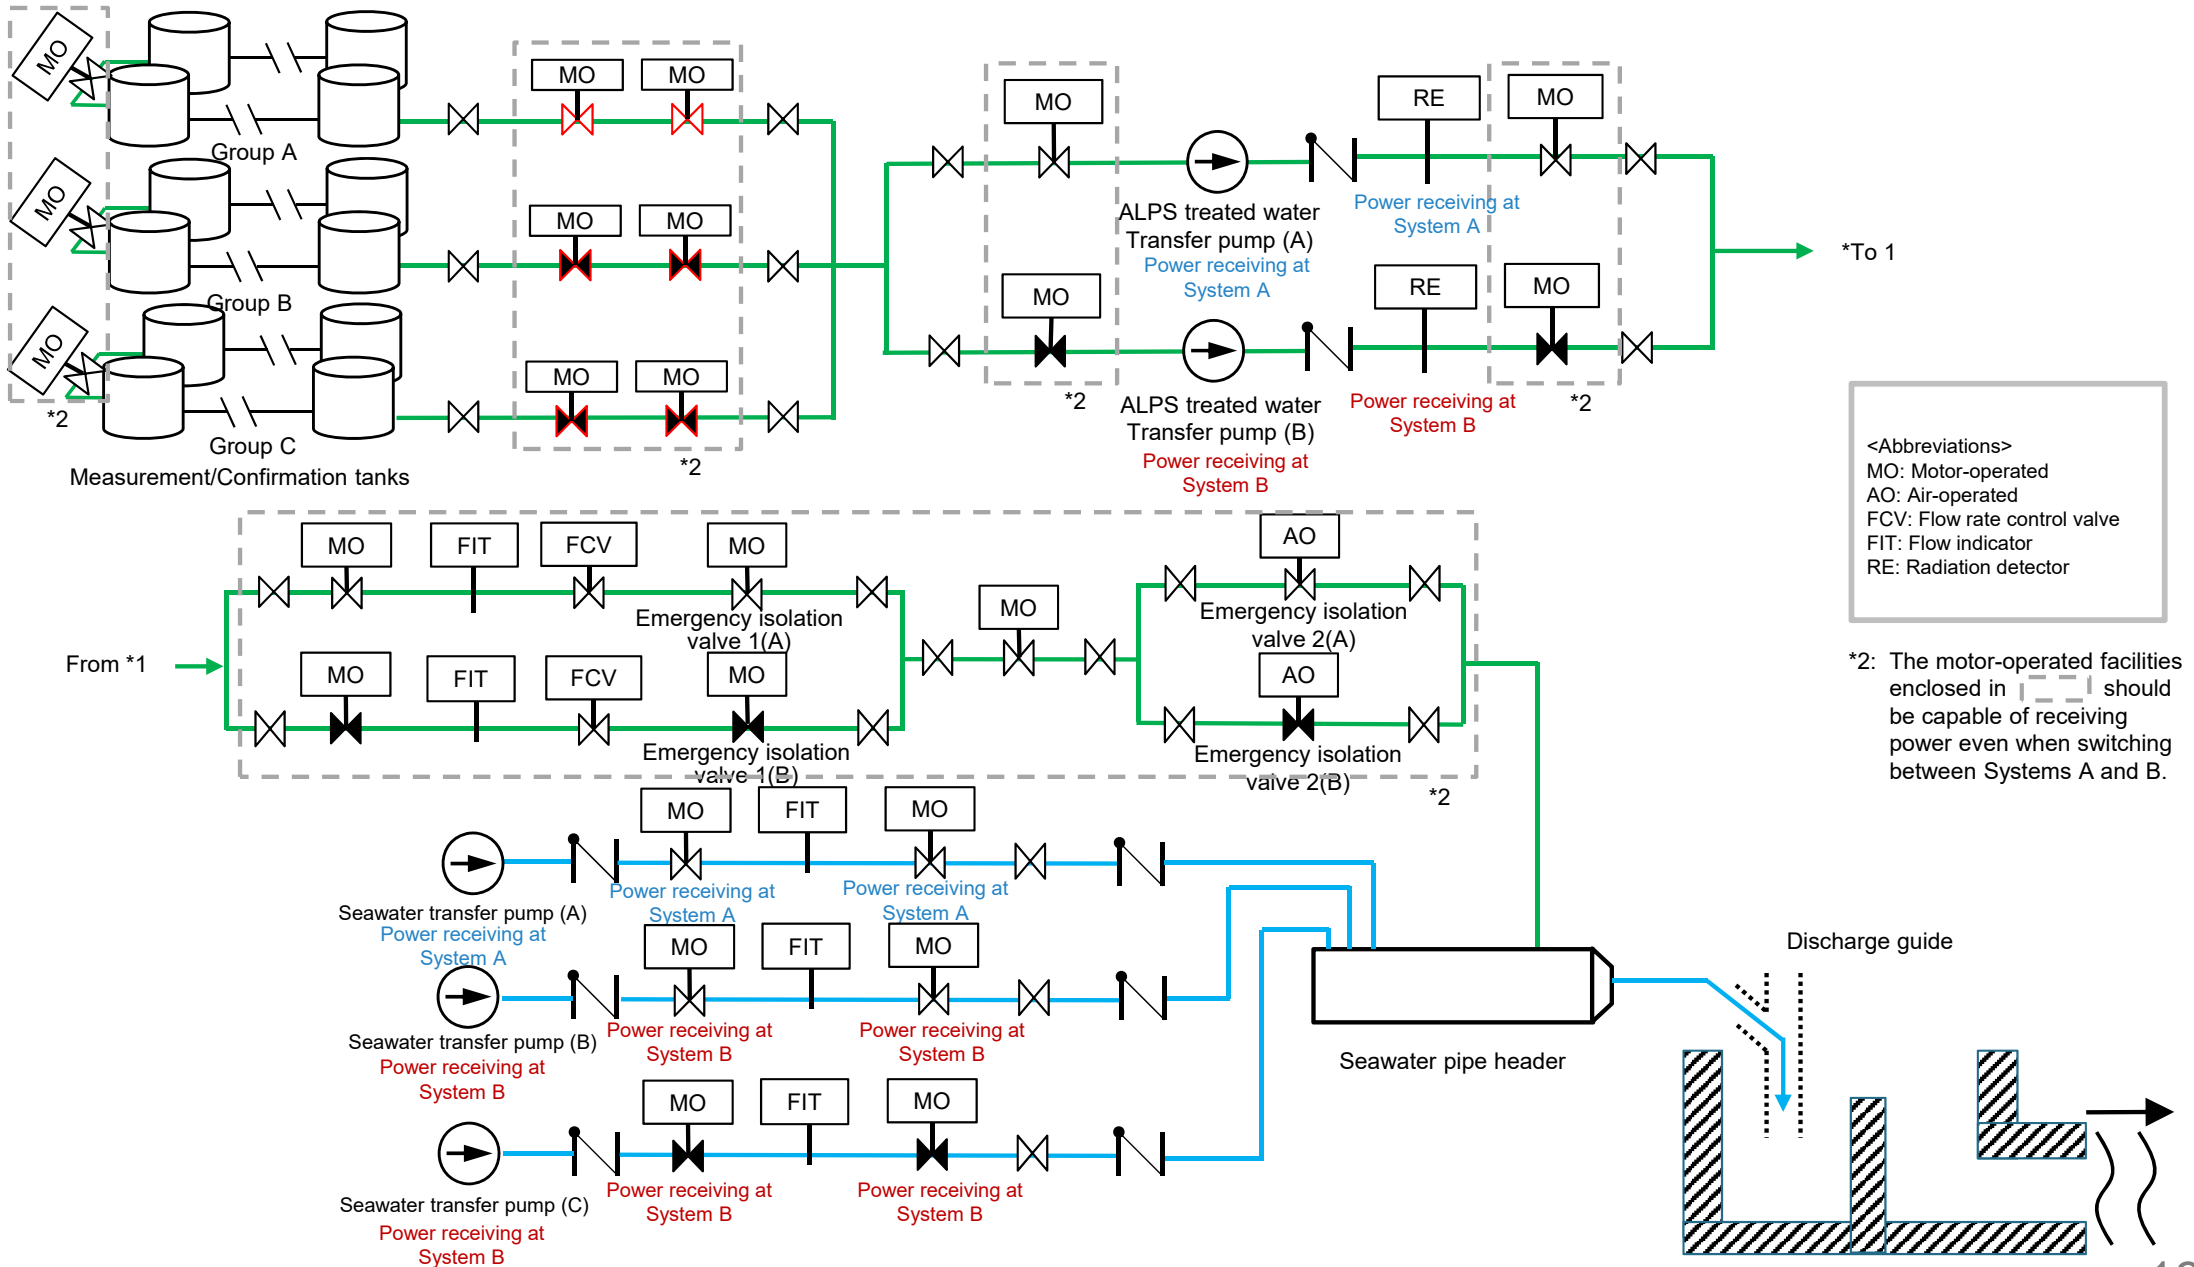 MO
MO
MO
Group A
MO
MO
MO
Group B
MO
MO
MO
*2
Group C
Measurement/Confirmation tanks
*2
MO
RE
MO
ALPS treated water
Transfer pump (A)
Power receiving at
System A
Power receiving at
System A
*To 1
MO
RE
MO
*2
ALPS treated water
Transfer pump (B)
Power receiving at
System B
Power receiving at
System B
*2
<Abbreviations>
MO: Motor-operated
AO: Air-operated
FCV: Flow rate control valve
FIT: Flow indicator
RE: Radiation detector
*2: The motor-operated facilities
enclosed in should
be capable of receiving
power even when switching
between Systems A and B.
From *1
MO
FIT
FCV
MO
Emergency isolation
valve 1(A)
MO
FIT
FCV
MO
Emergency isolation
valve 1(B)
MO
AO
Emergency isolation
valve 2(A)
AO
Emergency isolation
valve 2(B)
*2
MO
FIT
MO
Seawater transfer pump (A)
Power receiving at
System A
Power receiving at
System A
Power receiving at
System A
MO
FIT
MO
Seawater transfer pump (B)
Power receiving at
System B
Power receiving at
System B
Power receiving at
System B
MO
FIT
MO
Seawater transfer pump (C)
Power receiving at
System B
Power receiving at
System B
Power receiving at
System B
Seawater pipe header
Discharge guide